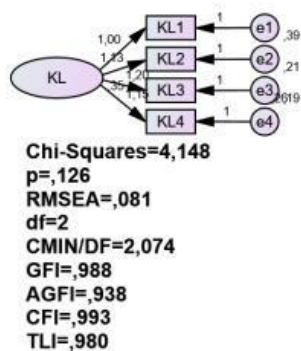 1,00 KL1 1 e1 ,39
KL 1,13 KL2 1 e2 ,21
1,20 KL3 1 e3
,35 1,15 KL4 1 e4
Chi-Squares=4,148
p=,126
RMSEA=,081
df=2
CMIN/DF=2,074
GFI=,988
AGFI=,938
CFI=,993
TLI=,980